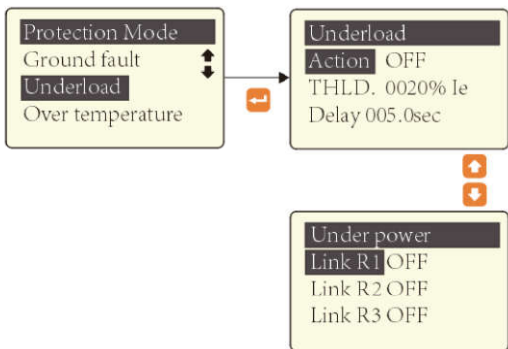 Protection Mode
Ground fault
Underload
Over temperature
Underload
Action OFF
THLD. 0020% Ie
Delay 005.0sec
Under power
Link R1 OFF
Link R2 OFF
Link R3 OFF